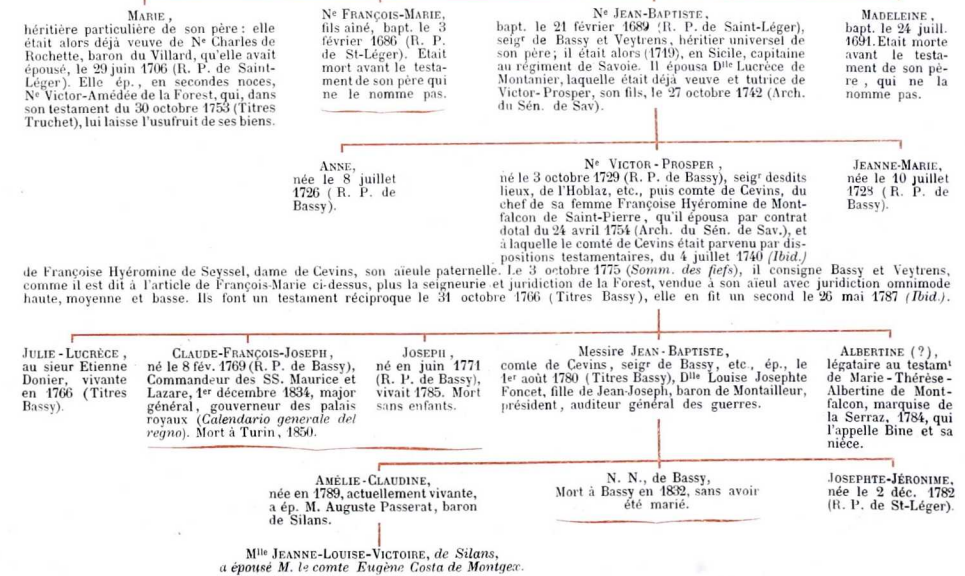 MARIE,
héritière particulière de son père : elle
était alors déjà veuve de Nᵉ Charles de
Rochette, baron du Villard, qu'elle avait
épousé, le 29 juin 1706 (R. P. de Saint-
Léger). Elle ép., en secondes noces,
Nᵉ Victor-Amédée de la Forest, qui, dans
son testament du 30 octobre 1753 (Titres
Truchet), lui laisse l'usufruit de ses biens.
Nᵉ FRANÇOIS-MARIE,
fils ainé, bapt. le 3
février 1686 (R. P.
de St-Léger). Etait
mort avant le testa-
ment de son père qui
ne le nomme pas.
Nᵉ JEAN-BAPTISTE,
bapt. le 21 février 1689 (R. P. de Saint-Léger),
seigʳ de Bassy et Veytrens, héritier universel de
son père; il était alors (1719), en Sicile, capitaine
au régiment de Savoie. Il épousa Dˡˡᵉ Lucrèce de
Montanier, laquelle était déjà veuve et tutrice de
Victor-Prosper, son fils, le 27 octobre 1742 (Arch.
du Sén. de Sav).
MADELEINE,
bapt. le 24 juill.
1691. Etait morte
avant le testa-
ment de son pè-
re, qui ne la
nomme pas.
ANNE,
née le 8 juillet
1726 (R. P. de
Bassy).
Nᵉ VICTOR-PROSPER,
né le 3 octobre 1729 (R. P. de Bassy), seigʳ desdits
lieux, de l'Hoblaz, etc., puis comte de Cevins, du
chef de sa femme Françoise Hyéromine de Mont-
falcon de Saint-Pierre, qu'il épousa par contrat
dotal du 24 avril 1754 (Arch. du Sén. de Sav.), et
à laquelle le comté de Cevins était parvenu par dis-
positions testamentaires, du 4 juillet 1740 (Ibid.)
JEANNE-MARIE,
née le 10 juillet
1728 (R. P. de
Bassy).
de Françoise Hyéromine de Seyssel, dame de Cevins, son aïeule paternelle. Le 3 octobre 1775 (Somm. des fiefs), il consigne Bassy et Veytrens,
comme il est dit à l'article de François-Marie ci-dessus, plus la seigneurie et juridiction de la Forest, vendue à son aïeul avec juridiction omnimode
haute, moyenne et basse. Ils font un testament réciproque le 31 octobre 1766 (Titres Bassy), elle en fit un second le 26 mai 1787 (Ibid.).
JULIE-LUCRÈCE,
au sieur Etienne
Donier, vivante
en 1766 (Titres
Bassy).
CLAUDE-FRANÇOIS-JOSEPH,
né le 8 fév. 1769 (R. P. de Bassy),
Commandeur des SS. Maurice et
Lazare, 1ᵉʳ décembre 1834, major
général, gouverneur des palais
royaux (Calendario generale del
regno). Mort à Turin, 1850.
JOSEPH,
né en juin 1771
(R. P. de Bassy),
vivait 1785. Mort
sans enfants.
Messire JEAN-BAPTISTE,
comte de Cevins, seigʳ de Bassy, etc., ép., le
1ᵉʳ août 1780 (Titres Bassy), Dˡˡᵉ Louise Josephte
Foncet, fille de Jean-Joseph, baron de Montailleur,
président, auditeur général des guerres.
ALBERTINE (?),
légataire au testamᵗ
de Marie-Thérèse-
Albertine de Mont-
falcon, marquise de
la Serraz, 1784, qui
l'appelle Bine et sa
nièce.
AMÉLIE-CLAUDINE,
née en 1789, actuellement vivante,
a ép. M. Auguste Passerat, baron
de Silans.
N. N., de Bassy,
Mort à Bassy en 1832, sans avoir
été marié.
JOSEPHTE-JÉRONIME,
née le 2 déc. 1782
(R. P. de St-Léger).
Mˡˡᵉ JEANNE-LOUISE-VICTOIRE, de Silans,
a épousé M. le comte Eugène Costa de Montgex.